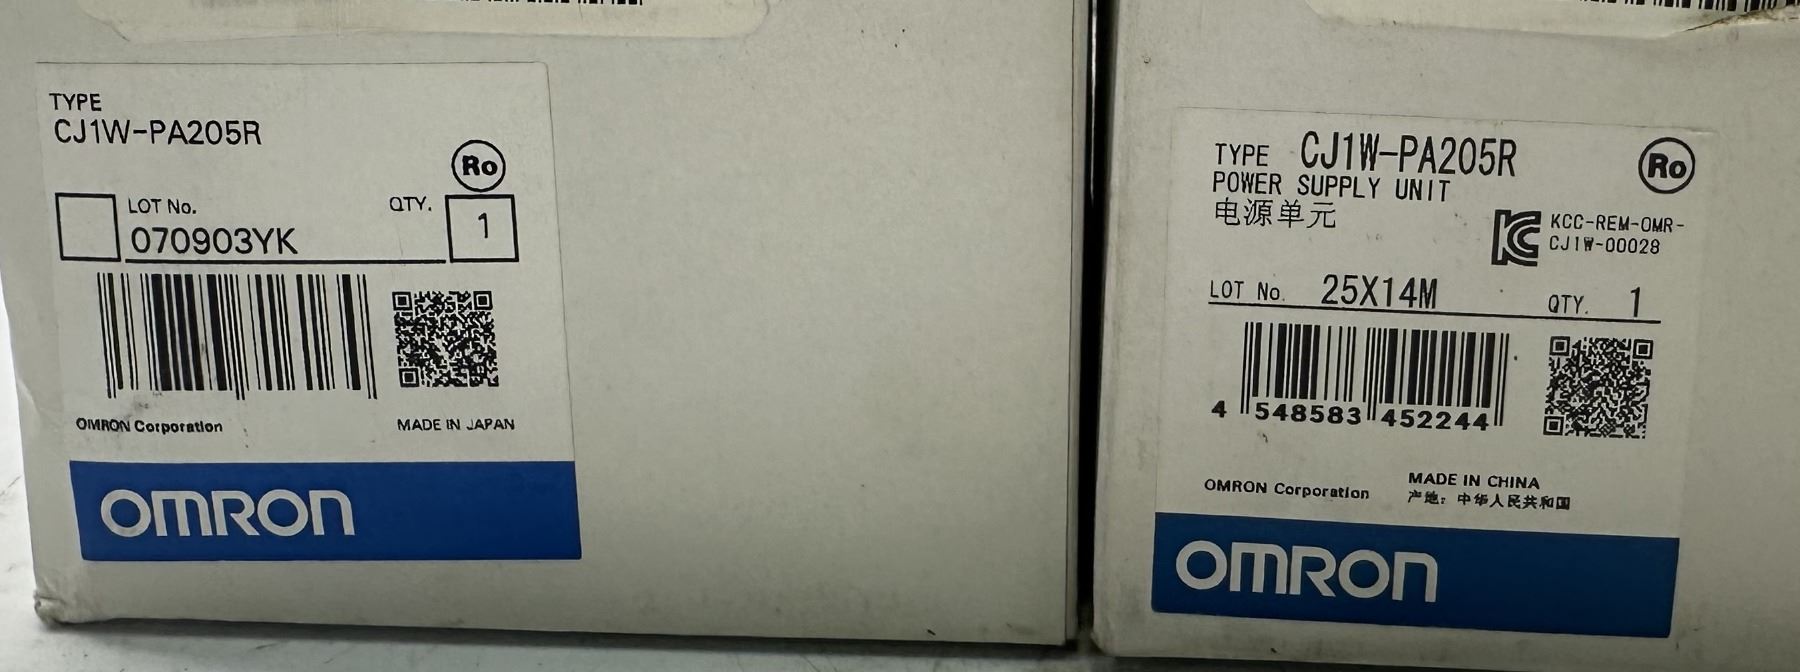 TYPE
CJ1W-PA205R
Ro
LOT No.
QTY.
070903YK
1
OMRON Corporation
MADE IN JAPAN
OMRON
TYPE CJ1W-PA205R
Ro
POWER SUPPLY UNIT
电源单元
KCC-REM-OMR-
CJ1W-00028
LOT No. 25X14M
QTY. 1
4 548583 452244
OMRON Corporation
MADE IN CHINA
产地: 中华人民共和国
OMRON